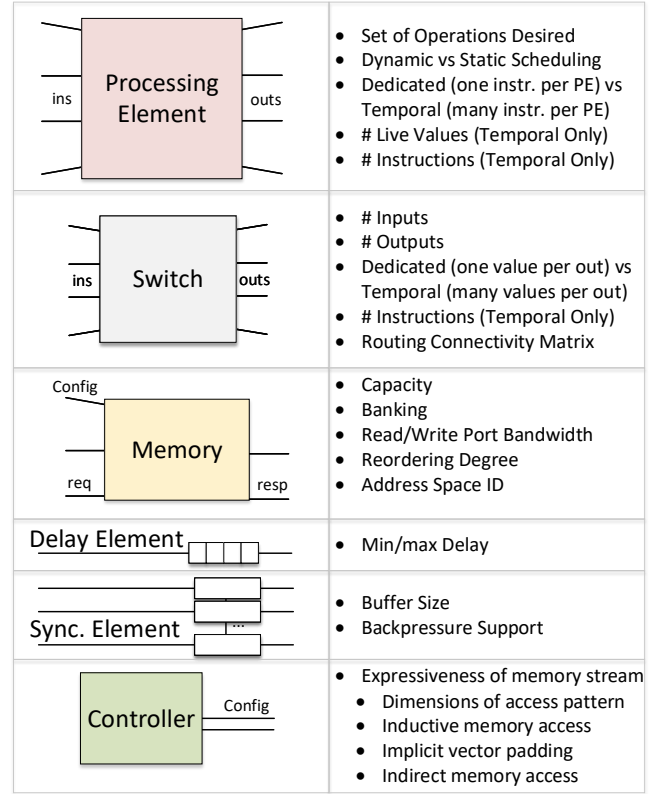 Processing
Element
ins
outs
• Set of Operations Desired
• Dynamic vs Static Scheduling
• Dedicated (one instr. per PE) vs
Temporal (many instr. per PE)
• # Live Values (Temporal Only)
• # Instructions (Temporal Only)
ins
Switch
outs
• # Inputs
• # Outputs
• Dedicated (one value per out) vs
Temporal (many values per out)
• # Instructions (Temporal Only)
• Routing Connectivity Matrix
Config
Memory
req
resp
• Capacity
• Banking
• Read/Write Port Bandwidth
• Reordering Degree
• Address Space ID
Delay Element
• Min/max Delay
Sync. Element
...
• Buffer Size
• Backpressure Support
Controller
Config
• Expressiveness of memory stream
• Dimensions of access pattern
• Inductive memory access
• Implicit vector padding
• Indirect memory access